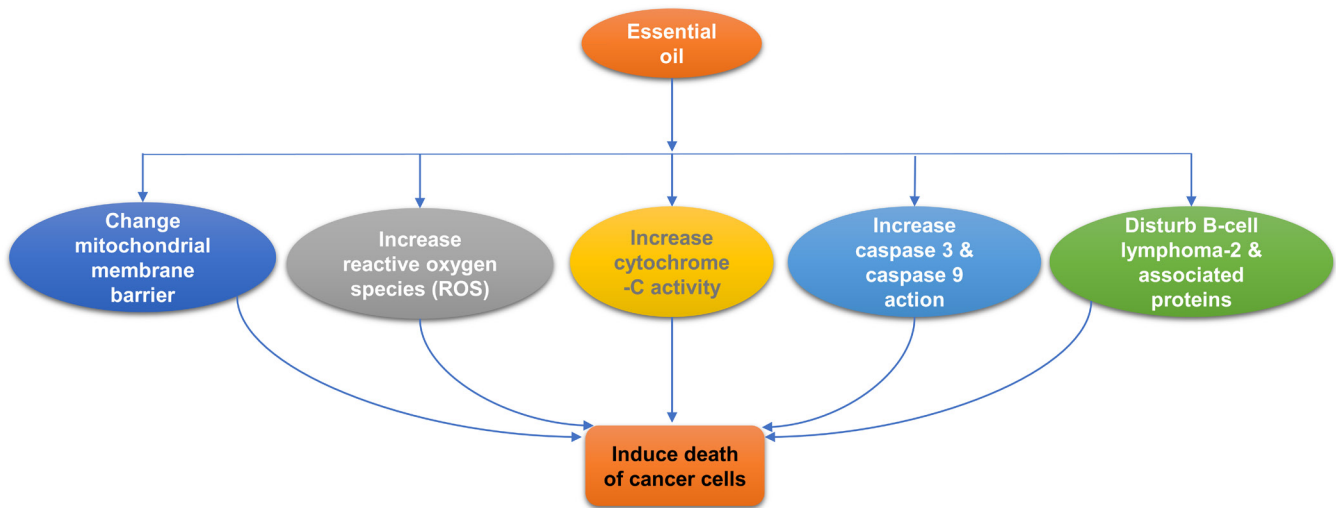 Essential
oil
Change
mitochondrial
membrane
barrier
Increase
reactive oxygen
species (ROS)
Increase
cytochrome
-C activity
Increase
caspase 3 &
caspase 9
action
Disturb B-cell
lymphoma-2 &
associated
proteins
Induce death
of cancer cells